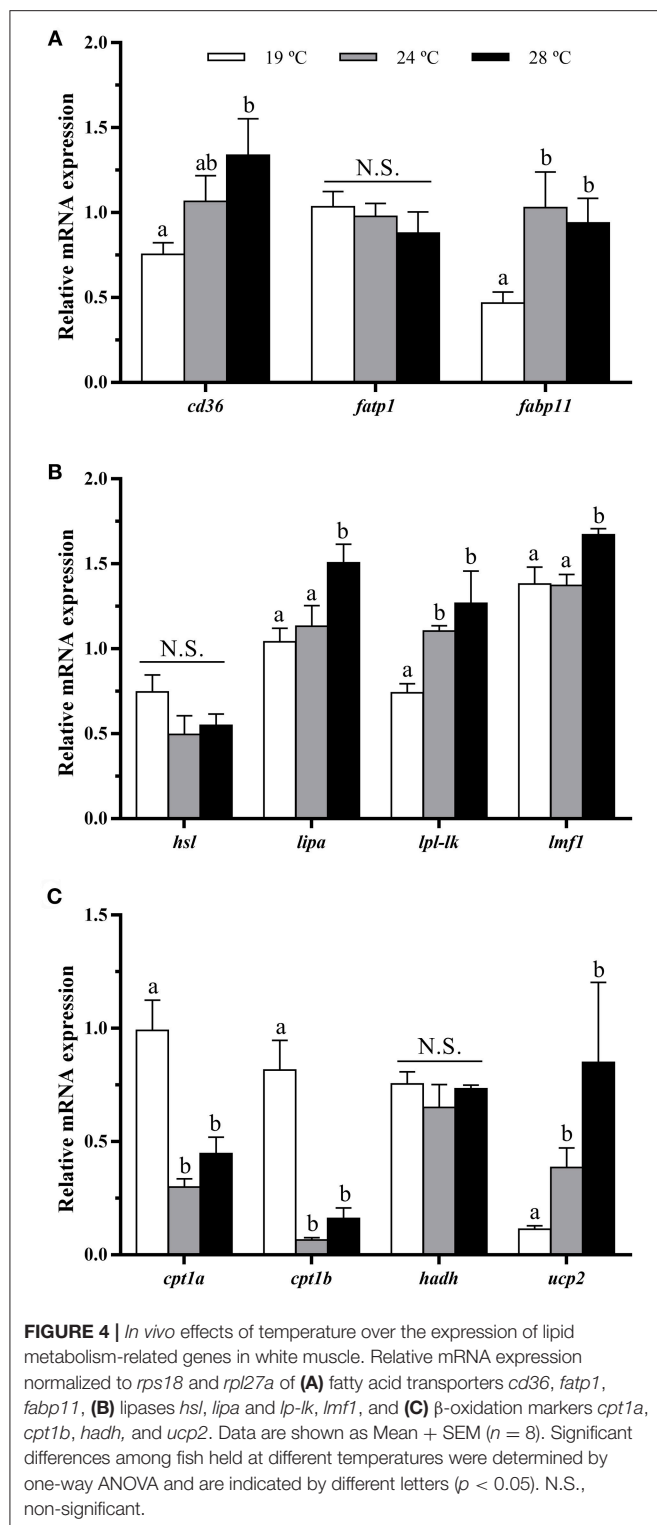 A
2.0
19 ºC 24 ºC 28 ºC
b
1.5
ab
N.S.
b
b
a
1.0
a
0.5
0.0
Relative mRNA expression
cd36 fatp1 fabp11
B
2.0
b
b
b
1.5
a
a
a
a
b
N.S.
a
1.0
0.5
0.0
Relative mRNA expression
hsl lipa lpl-lk lmf1
C
1.5
b
a
a
1.0
N.S.
b
b
0.5
b
b
b
a
0.0
Relative mRNA expression
cpt1a cpt1b hadh ucp2
FIGURE 4 | In vivo effects of temperature over the expression of lipid
metabolism-related genes in white muscle. Relative mRNA expression
normalized to rps18 and rpl27a of (A) fatty acid transporters cd36, fatp1,
fabp11, (B) lipases hsl, lipa and lp-lk, lmf1, and (C) β-oxidation markers cpt1a,
cpt1b, hadh, and ucp2. Data are shown as Mean + SEM (n = 8). Significant
differences among fish held at different temperatures were determined by
one-way ANOVA and are indicated by different letters (p < 0.05). N.S.,
non-significant.